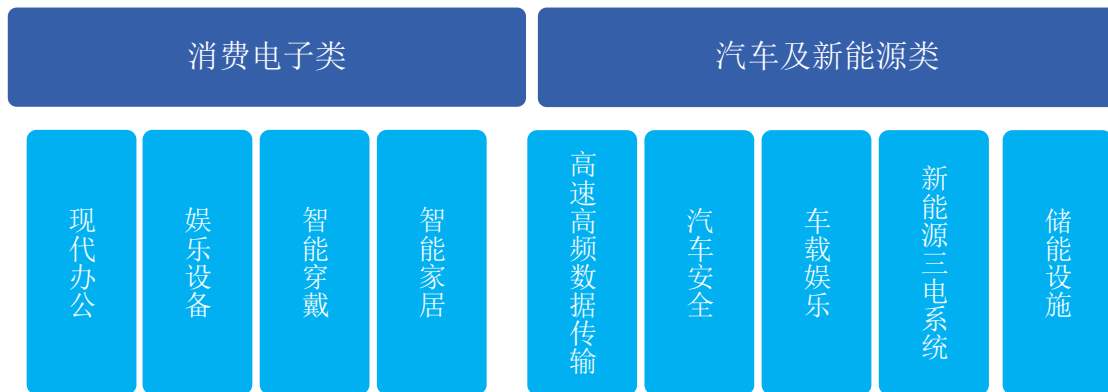 消费电子类
汽车及新能源类
现代办公
娱乐设备
智能穿戴
智能家居
高速高频数据传输
汽车安全
车载娱乐
新能源三电系统
储能设施